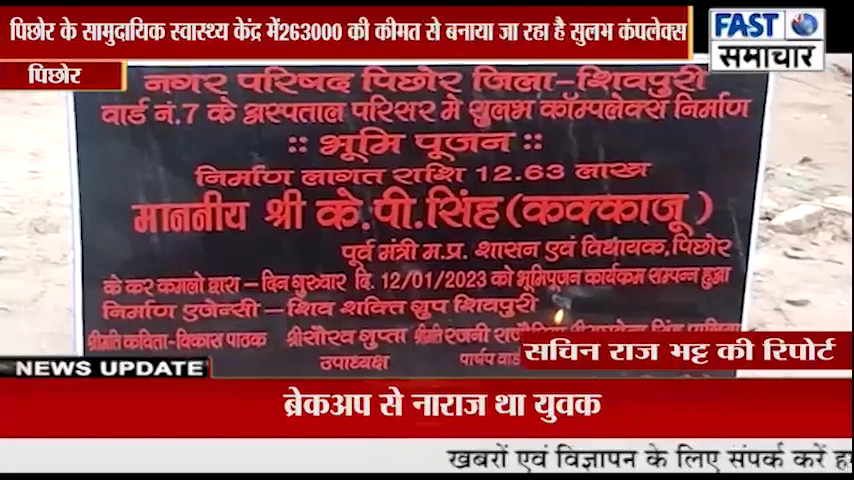 पिछोर के सामुदायिक स्वास्थ्य केंद्र में263000 की कीमत से बनाया जा रहा है सुलभ कंपलेक्स
FAST
समाचार
पिछोर
नगर परिषद पिछोर जिला-शिवपुरी
वार्ड नं.7 के अस्पताल परिसर मे सुलभ कॉम्पलेक्स निर्माण
:: भूमि पूजन ::
निर्माण लागत राशि 12.63 लाख
माननीय श्री के.पी.सिंह(कक्काजू)
पूर्व मंत्री म.प्र. शासन एवं विधायक,पिछोर
के कर कमलो द्वारा – दिन गुरुवार दि. 12/01/2023 को भूमिपूजन कार्यक्रम सम्पन्न हुआ
निर्माण एजेन्सी – शिव शक्ति ग्रुप शिवपुरी
श्रीमति कविता-विकास पाठक श्री सौरव गुप्ता श्रीमति रजनी
उपाध्यक्ष पार्षद वार्ड
सचिन राज भट्ट की रिपोर्ट
NEWS UPDATE
ब्रेकअप से नाराज था युवक
खबरों एवं विज्ञापन के लिए संपर्क करें